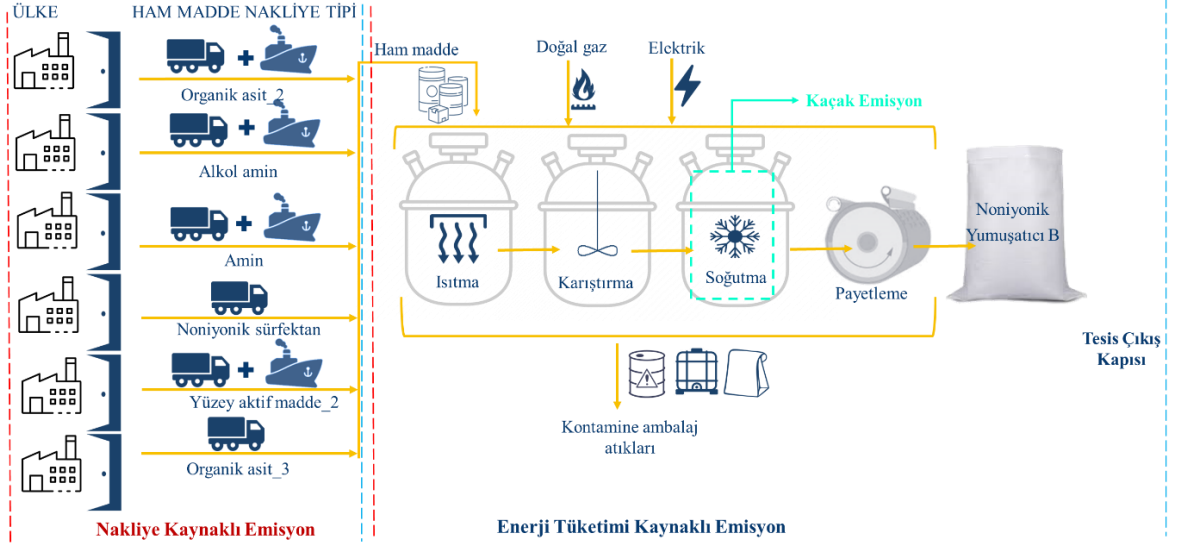 ÜLKE
HAM MADDE NAKLİYE TİPİ
Organik asit_2
Alkol amin
Amin
Noniyonik sürfektan
Yüzey aktif madde_2
Organik asit_3
Nakliye Kaynaklı Emisyon
Ham madde
Doğal gaz
Elektrik
Kaçak Emisyon
Isıtma
Karıştırma
Soğutma
Payetleme
Noniyonik
Yumuşatıcı B
Kontamine ambalaj
atıkları
Tesis Çıkış
Kapısı
Enerji Tüketimi Kaynaklı Emisyon